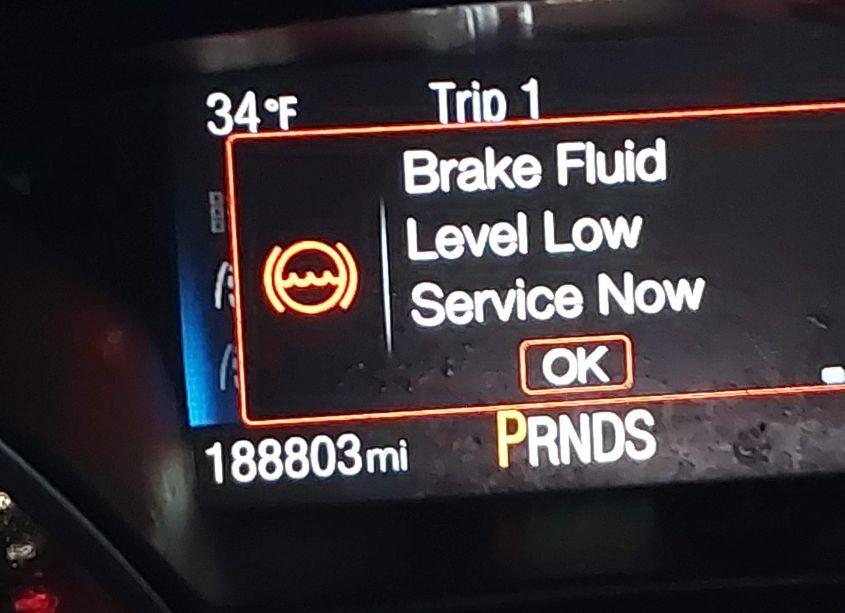 34°F Trip 1
Brake Fluid
Level Low
Service Now
OK
188803mi PRNDS